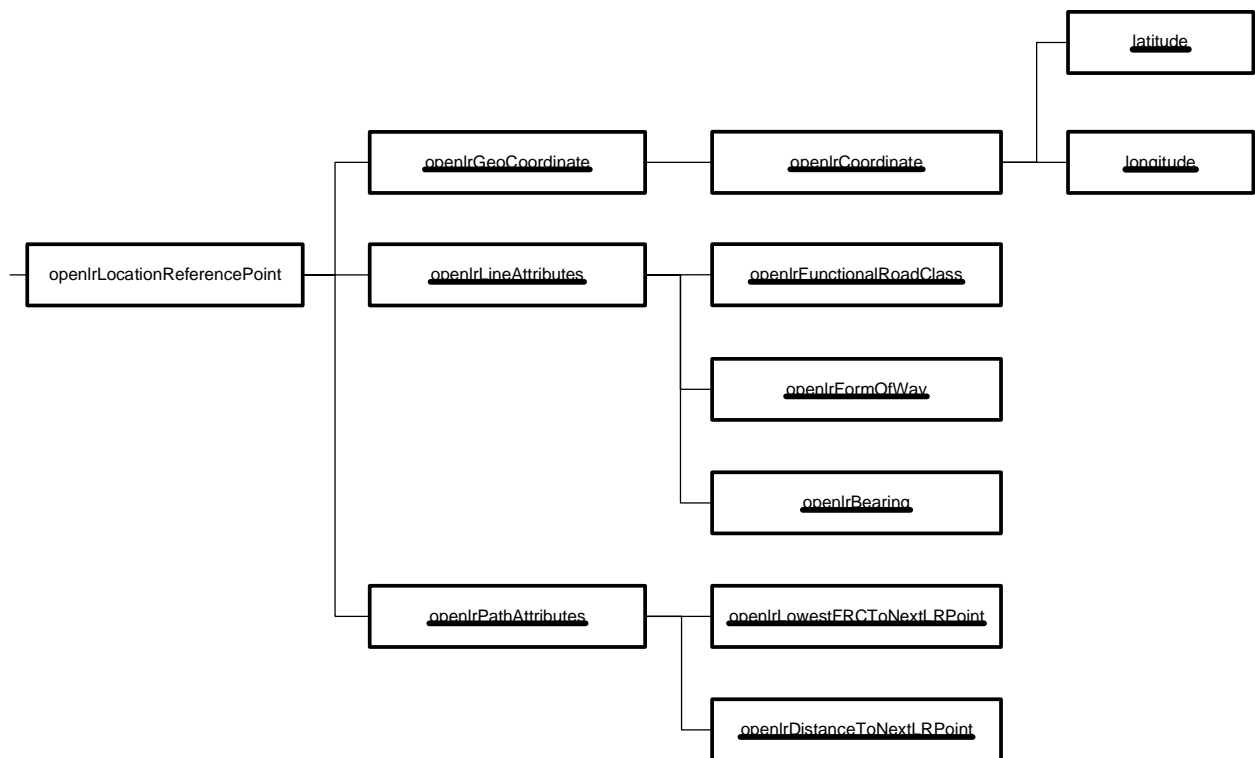 latitude
openlrGeoCoordinate
openlrCoordinate
longitude
openlrLocationReferencePoint
openlrLineAttributes
openlrFunctionalRoadClass
openlrFormOfWay
openlrBearing
openlrPathAttributes
openlrLowestFRCToNextLRPoint
openlrDistanceToNextLRPoint